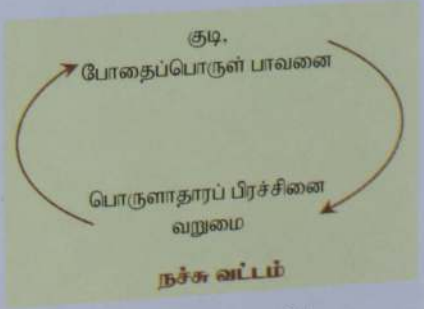 குடி,
போதைப்பொருள் பாவனை
பொருளாதாரப் பிரச்சினை
வறுமை
நச்சு வட்டம்